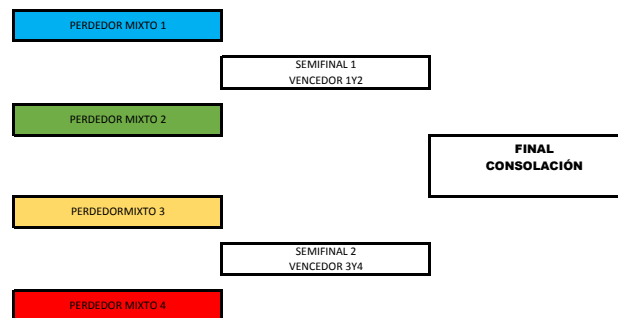 PERDEDOR MIXTO 1
SEMIFINAL 1
VENCEDOR 1Y2
PERDEDOR MIXTO 2
FINAL
CONSOLACIÓN
PERDEDORMIXTO 3
SEMIFINAL 2
VENCEDOR 3Y4
PERDEDOR MIXTO 4